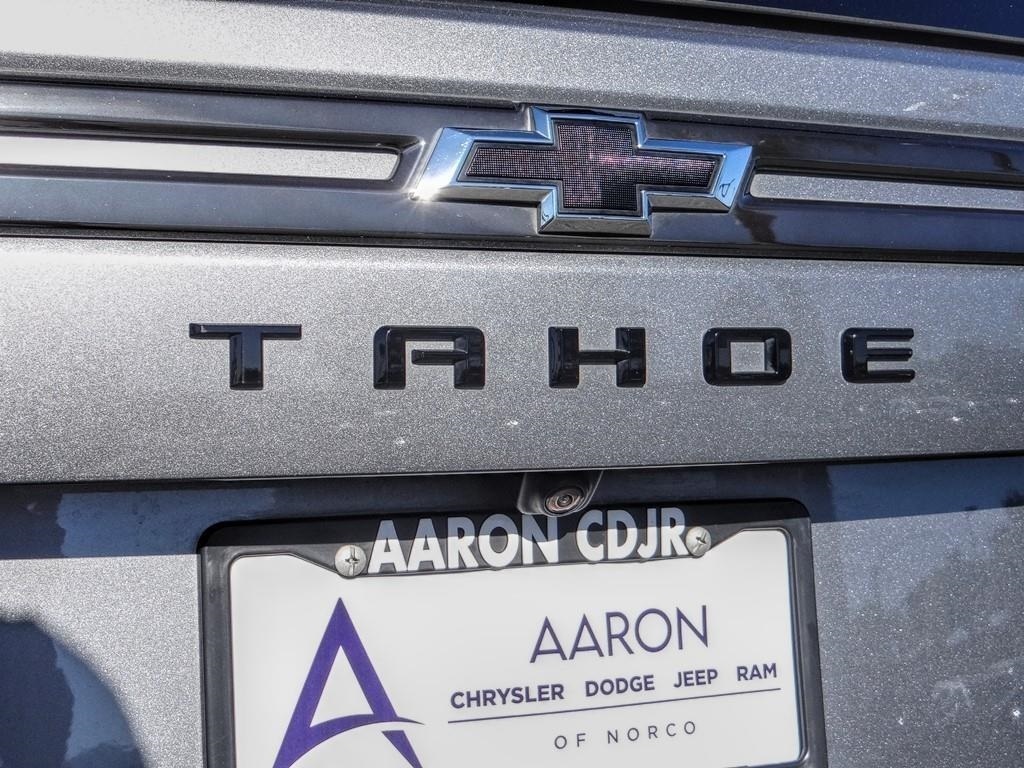 TAHOE
AARON CDJR
AARON
CHRYSLER DODGE JEEP RAM
OF NORCO